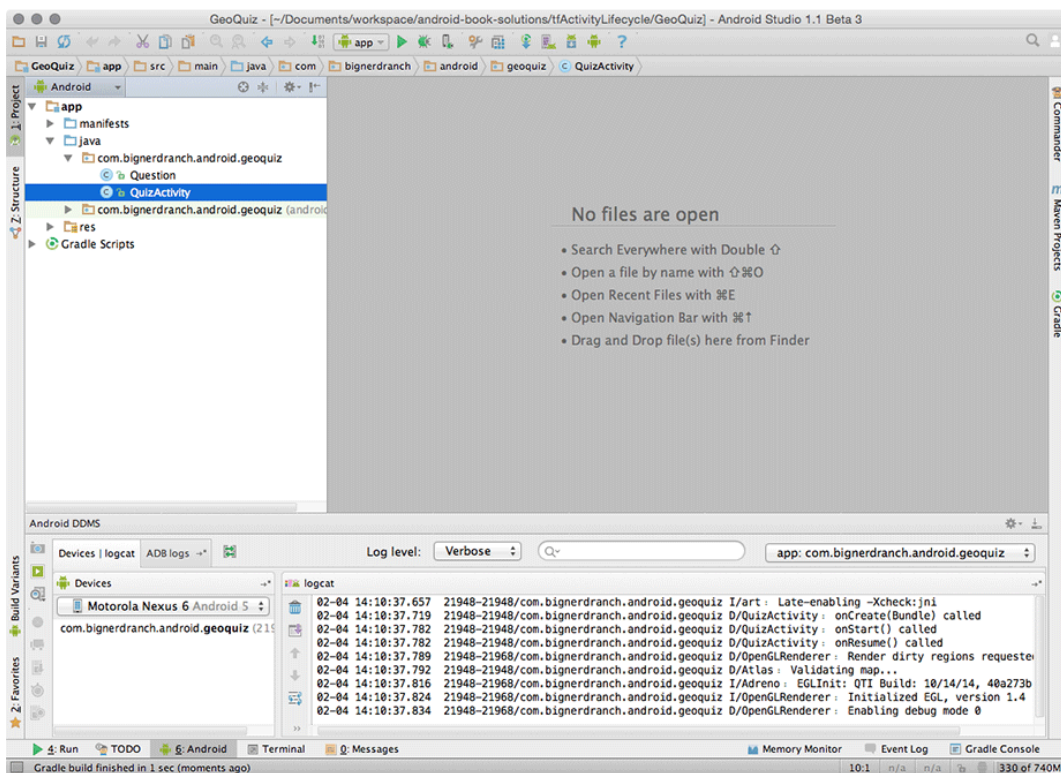 GeoQuiz - [~/Documents/workspace/android-book-solutions/tfActivityLifecycle/GeoQuiz] - Android Studio 1.1 Beta 3
app
GeoQuiz app src main java com bignerdranch android geoquiz QuizActivity
1: Project
Z: Structure
Build Variants
2: Favorites
Android
app
manifests
java
com.bignerdranch.android.geoquiz
Question
QuizActivity
com.bignerdranch.android.geoquiz (android
res
Gradle Scripts
No files are open
• Search Everywhere with Double ⇧
• Open a file by name with ⇧⌘O
• Open Recent Files with ⌘E
• Open Navigation Bar with ⌘↑
• Drag and Drop file(s) here from Finder
Commander
Maven Projects
Gradle
Android DDMS
Devices | logcat ADB logs Log level: Verbose app: com.bignerdranch.android.geoquiz
Devices
Motorola Nexus 6 Android 5
com.bignerdranch.android.geoquiz (219
logcat
02-04 14:10:37.657 21948-21948/com.bignerdranch.android.geoquiz I/art: Late-enabling -Xcheck:jni
02-04 14:10:37.719 21948-21948/com.bignerdranch.android.geoquiz D/QuizActivity: onCreate(Bundle) called
02-04 14:10:37.782 21948-21948/com.bignerdranch.android.geoquiz D/QuizActivity: onStart() called
02-04 14:10:37.782 21948-21948/com.bignerdranch.android.geoquiz D/QuizActivity: onResume() called
02-04 14:10:37.789 21948-21968/com.bignerdranch.android.geoquiz D/OpenGLRenderer: Render dirty regions requested
02-04 14:10:37.792 21948-21948/com.bignerdranch.android.geoquiz D/Atlas: Validating map...
02-04 14:10:37.816 21948-21968/com.bignerdranch.android.geoquiz I/Adreno: EGLInit: QTI Build: 10/14/14, 40a273b
02-04 14:10:37.824 21948-21968/com.bignerdranch.android.geoquiz I/OpenGLRenderer: Initialized EGL, version 1.4
02-04 14:10:37.834 21948-21968/com.bignerdranch.android.geoquiz D/OpenGLRenderer: Enabling debug mode 0
4: Run TODO 6: Android Terminal 0: Messages Memory Monitor Event Log Gradle Console
Gradle build finished in 1 sec (moments ago) 10:1 n/a n/a 330 of 740M